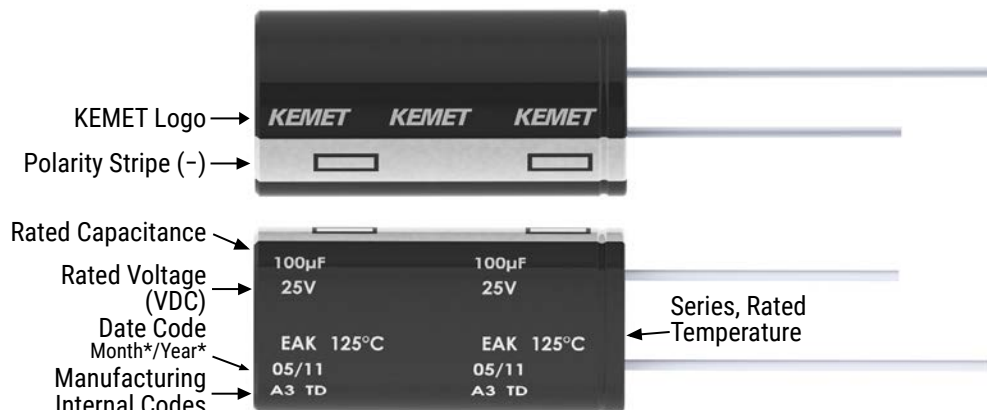 KEMET Logo
KEMET KEMET KEMET
Polarity Stripe (−)
Rated Capacitance
100µF 100µF
Rated Voltage
(VDC)
25V 25V
Series, Rated
Temperature
Date Code
Month*/Year*
EAK 125°C EAK 125°C
05/11 05/11
Manufacturing
Internal Codes
A3 TD A3 TD